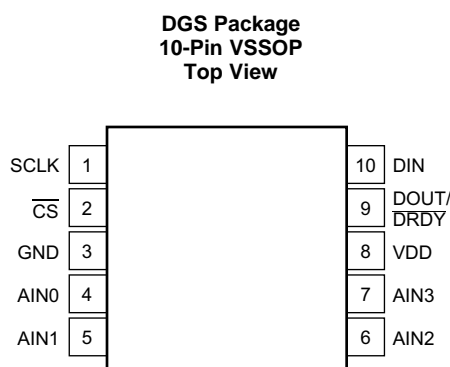 DGS Package
10-Pin VSSOP
Top View
SCLK 1
CS 2
GND 3
AIN0 4
AIN1 5
10 DIN
9 DOUT/
DRDY
8 VDD
7 AIN3
6 AIN2